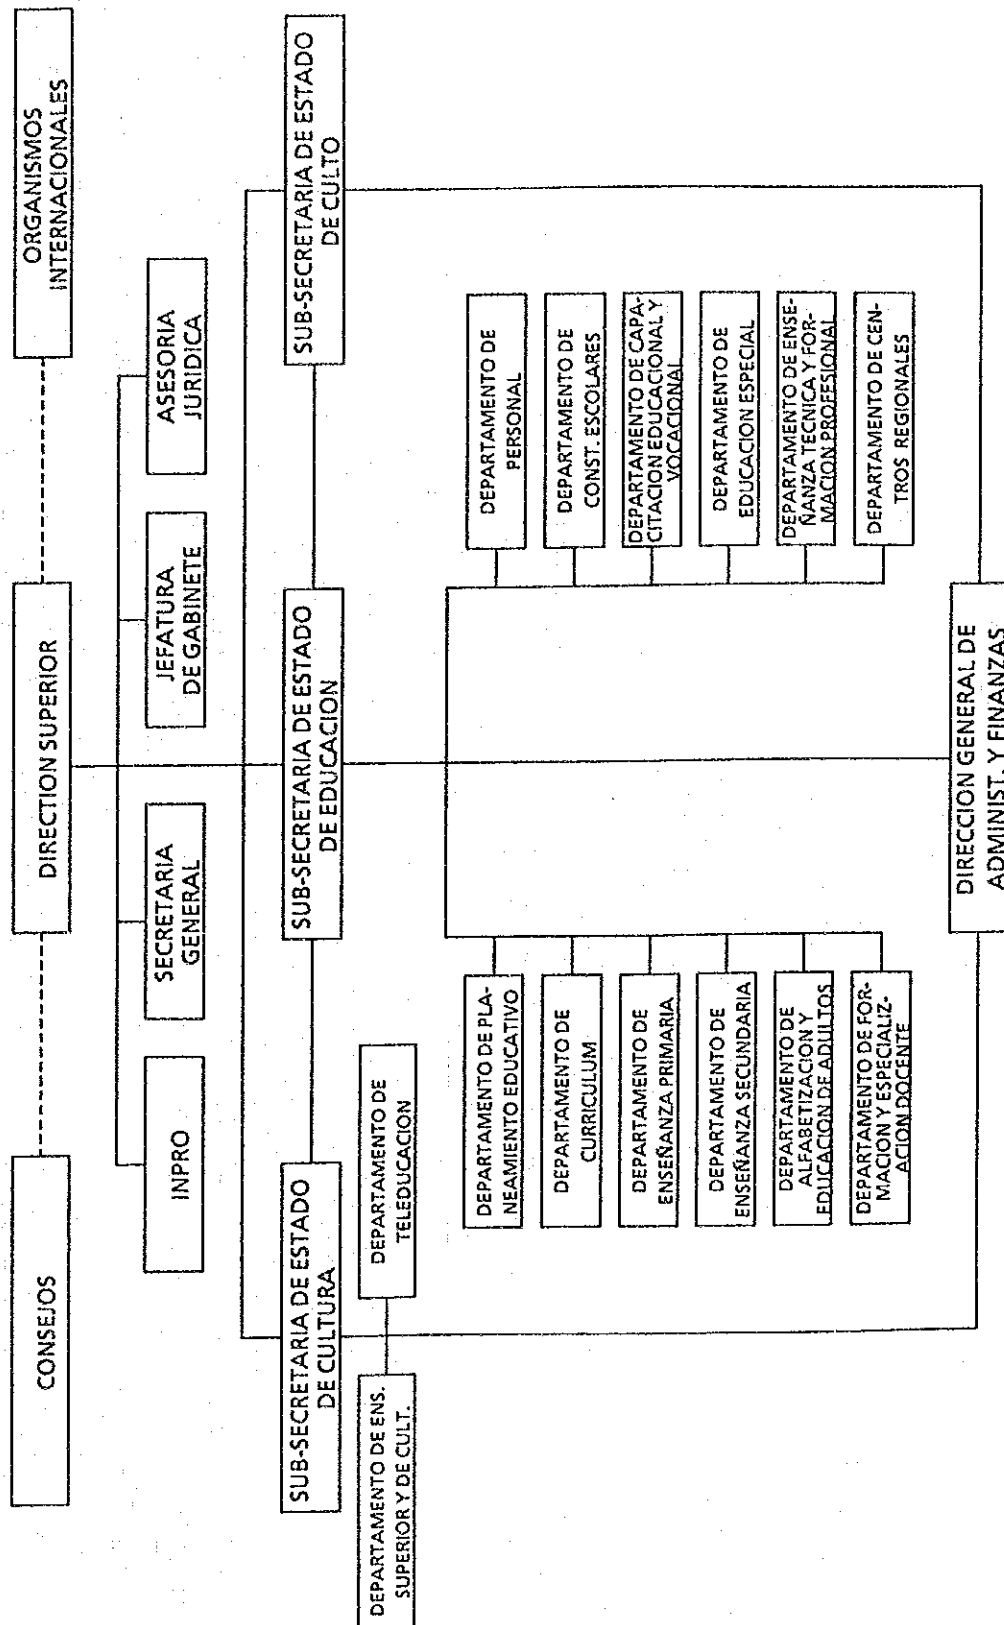 CONSEJOS
DIRECTION SUPERIOR
ORGANISMOS
INTERNACIONALES
INPRO
SECRETARIA
GENERAL
JEFATURA
DE GABINETE
ASESORIA
JURIDICA
SUB-SECRETARIA DE ESTADO
DE CULTURA
SUB-SECRETARIA DE ESTADO
DE EDUCACION
SUB-SECRETARIA DE ESTADO
DE CULTO
DEPARTAMENTO DE ENS.
SUPERIOR Y DE CULT.
DEPARTAMENTO DE
TELEDUCACION
DEPARTAMENTO DE PLA-
NEAMIENTO EDUCATIVO
DEPARTAMENTO DE
CURRICULUM
DEPARTAMENTO DE
ENSEÑANZA PRIMARIA
DEPARTAMENTO DE
ENSEÑANZA SECUNDARIA
DEPARTAMENTO DE
ALFABETIZACION Y
EDUCACION DE ADULTOS
DEPARTAMENTO DE FOR-
MACION Y ESPECIALIZ-
ACION DOCENTE
DEPARTAMENTO DE
PERSONAL
DEPARTAMENTO DE
CONST. ESCOLARES
DEPARTAMENTO DE CAPA-
CITACION EDUCACIONAL Y
VOCACIONAL
DEPARTAMENTO DE
EDUCACION ESPECIAL
DEPARTAMENTO DE ENSE-
ÑANZA TECNICA Y FOR-
MACION PROFESIONAL
DEPARTAMENTO DE CEN-
TROS REGIONALES
DIRECCION GENERAL DE
ADMINIST. Y FINANZAS